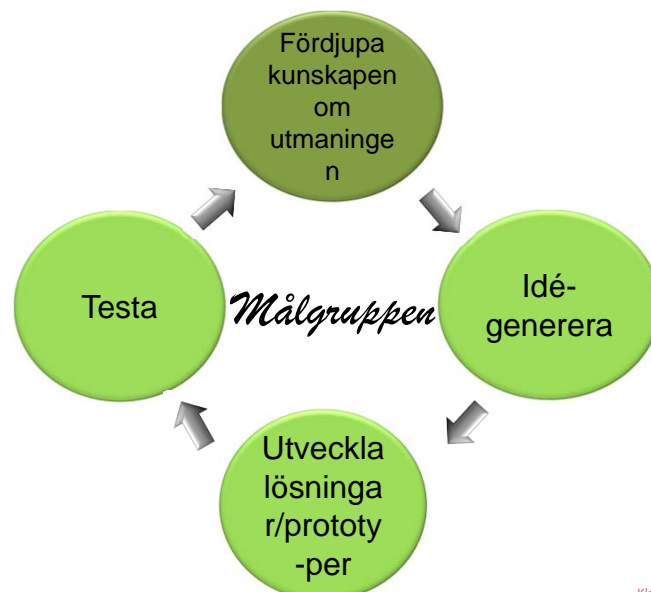 Fördjupa
kunskapen
om
utmaninge
n
Testa
Målgruppen
Idé-
generera
Utveckla
lösninga
r/prototy
-per